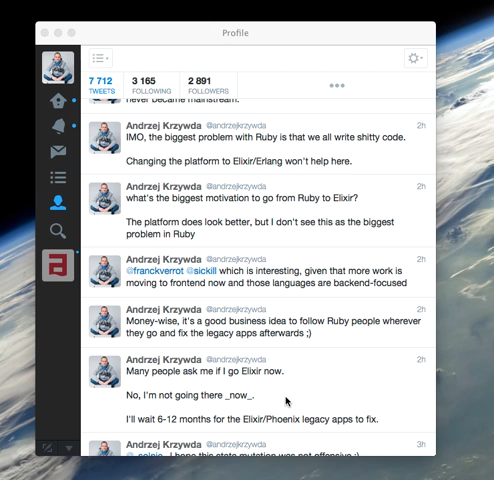 Profile
7 712
TWEETS
3 165
FOLLOWING
2 891
FOLLOWERS
never became mainstream.
Andrzej Krzywda @andrzejkrzywda 2h
IMO, the biggest problem with Ruby is that we all write shitty code.
Changing the platform to Elixir/Erlang won't help here.
Andrzej Krzywda @andrzejkrzywda 2h
what's the biggest motivation to go from Ruby to Elixir?
The platform does look better, but I don't see this as the biggest
problem in Ruby
Andrzej Krzywda @andrzejkrzywda 2h
@franckverrot @sickill which is interesting, given that more work is
moving to frontend now and those languages are backend-focused
Andrzej Krzywda @andrzejkrzywda 2h
Money-wise, it's a good business idea to follow Ruby people wherever
they go and fix the legacy apps afterwards ;)
Andrzej Krzywda @andrzejkrzywda 2h
Many people ask me if I go Elixir now.
No, I'm not going there _now_.
I'll wait 6-12 months for the Elixir/Phoenix legacy apps to fix.
Andrzej Krzywda @andrzejkrzywda 3h
I hope this state mutation was not offensive :)
a